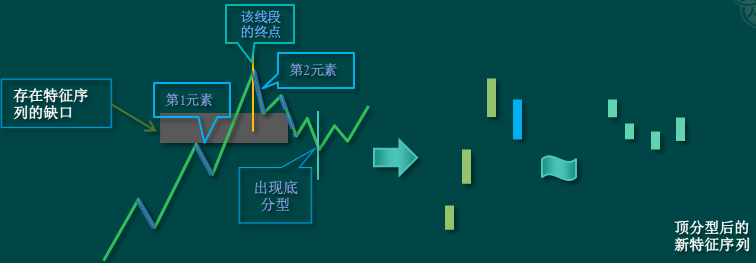 该线段
的终点
第2元素
存在特征序
列的缺口
第1元素
出现底
分型
顶分型后的
新特征序列